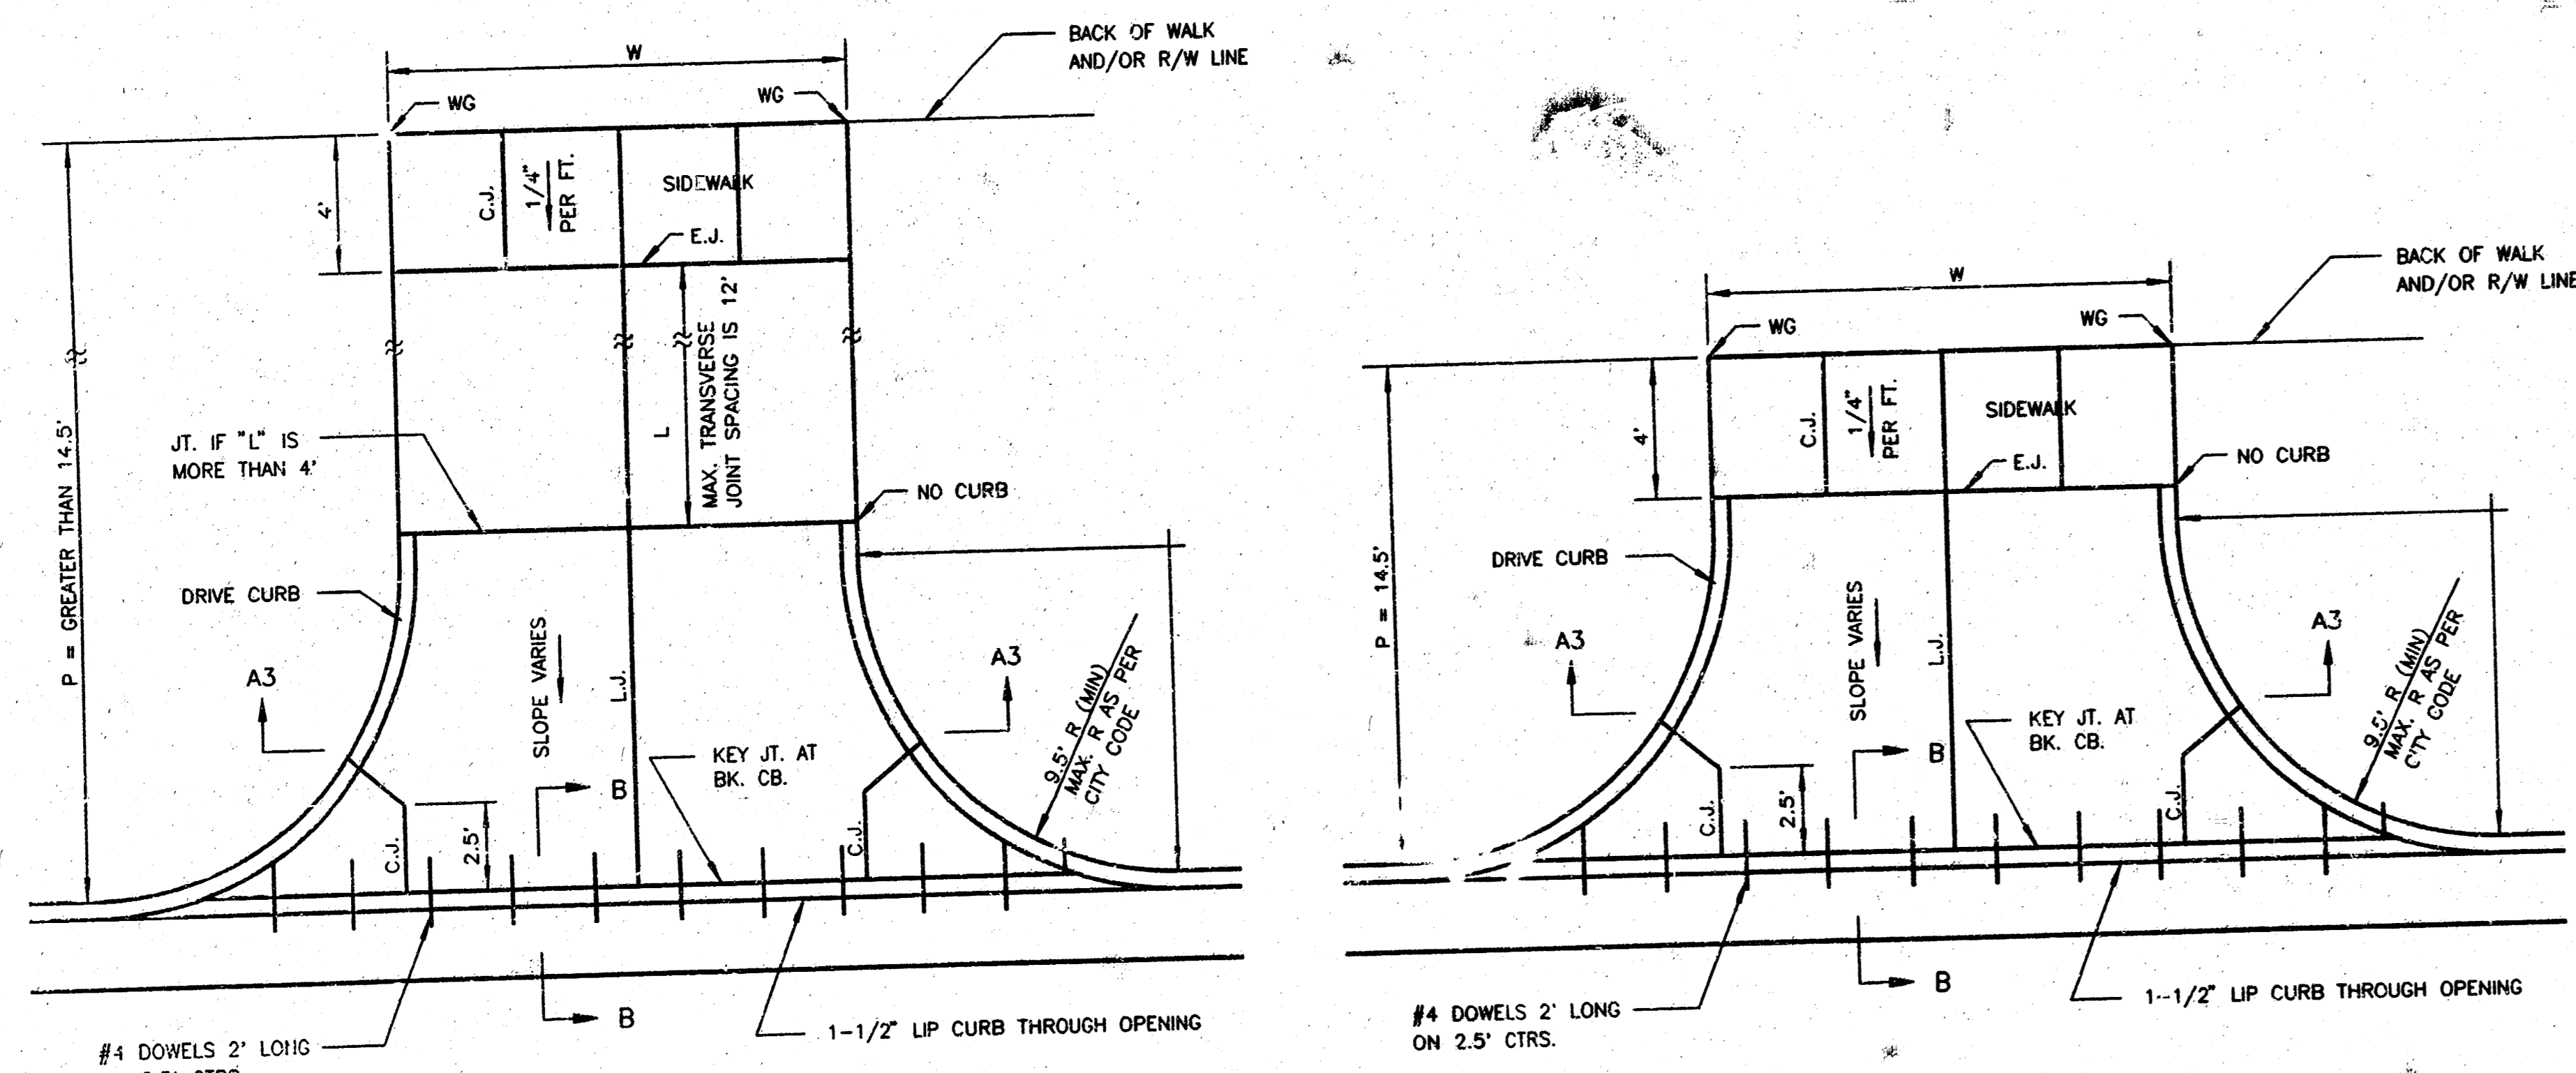 W
BACK OF WALK
AND/OR R/W LINE
WG
WG
4'
C.J.
1/4"
PER FT.
SIDEWALK
E.J.
P = GREATER THAN 14.5'
L
MAX. TRANSVERSE
JOINT SPACING IS 12'
JT. IF "L" IS
MORE THAN 4'
NO CURB
DRIVE CURB
A3
SLOPE VARIES
L.J.
A3
9.5' R (MIN)
MAX. R AS PER
CITY CODE
KEY JT. AT
BK. CB.
B
C.J.
2.5'
C.J.
B
1-1/2" LIP CURB THROUGH OPENING
#4 DOWELS 2' LONG
W
BACK OF WALK
AND/OR R/W LINE
WG
WG
4'
C.J.
1/4"
PER FT.
SIDEWALK
E.J.
NO CURB
P = 14.5'
DRIVE CURB
A3
SLOPE VARIES
L.J.
A3
9.5' R (MIN)
MAX. R AS PER
CITY CODE
KEY JT. AT
BK. CB.
B
C.J.
2.5'
C.J.
B
1-1/2" LIP CURB THROUGH OPENING
#4 DOWELS 2' LONG
ON 2.5' CTRS.